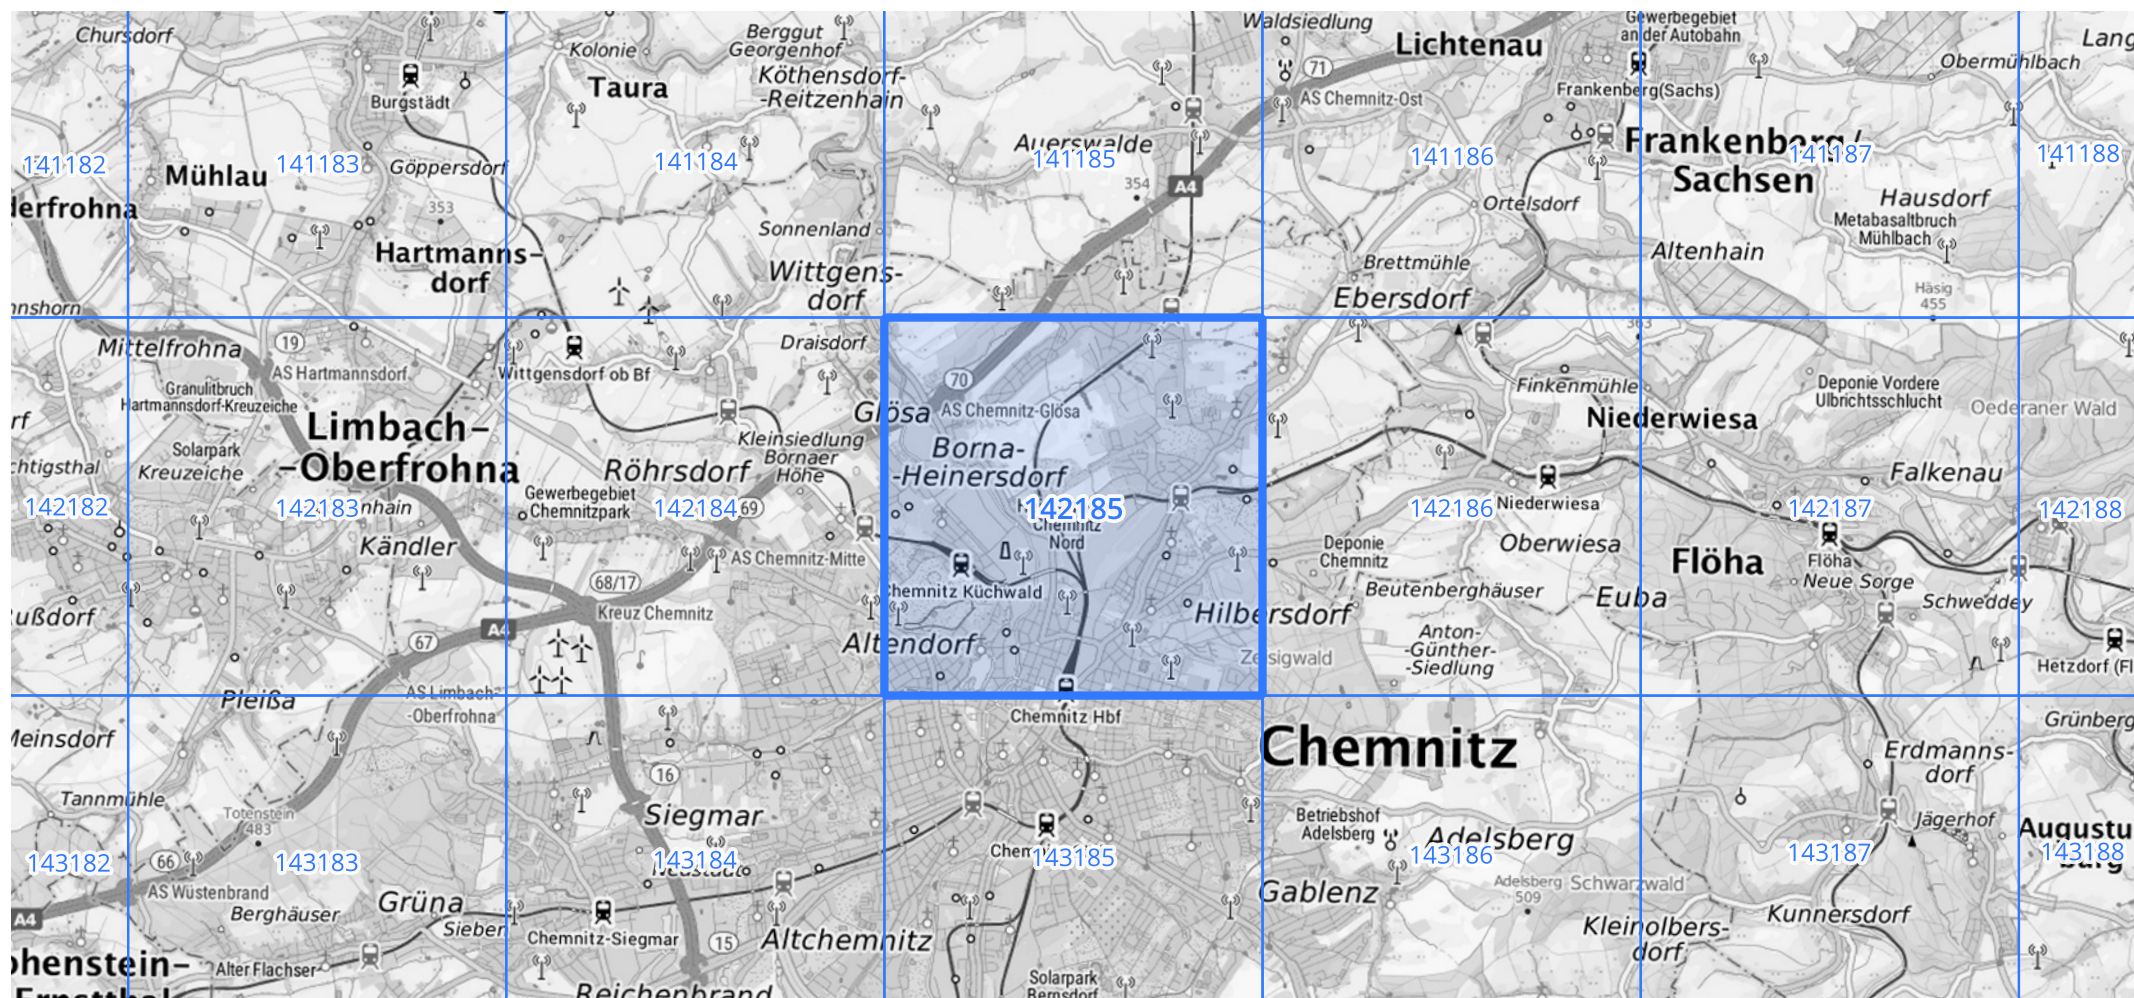 Chursdorf
Kolonie
Berggut
Georgenhof
Waldsiedlung
Lichtenau
Gewerbegebiet
an der Autobahn
Obermühlbach
Burgstädt
Taura
Köthensdorf-
-Reitzenhain
71
AS Chemnitz-Ost
Frankenberg(Sachs)
141182
Mühlau
141183
Göppersdorf
141184
Auerswalde
141185
141186
Frankenberg/
Sachsen
141187
141188
353
354
A4
Ortelsdorf
Hausdorf
Metabasaltbruch
Mühlbach
Hartmanns-
dorf
Sonnenland
Wittgens-
dorf
Brettmühle
Ebersdorf
Altenhain
Häsig
455
Mittelfrohna
19
AS Hartmannsdorf
Granulitbruch
Hartmannsdorf-Kreuzeiche
Wittgensdorf ob Bf
Draisdorf
70
AS Chemnitz-Glösa
Glösa
363
Finkenmühle
Niederwiesa
Deponie Vordere
Ulbrichtsschlucht
Oederaner Wald
Limbach-
-Oberfrohna
Solarpark
Kreuzeiche
Röhrsdorf
Kleinsiedlung
Bornaer
Höhe
Borna-
-Heinersdorf
Falkenau
142182
142183
Gewerbegebiet
Chemnitzpark
142184
69
142185
Chemnitz
Nord
142186
Niederwiesa
142187
142188
Kändler
AS Chemnitz-Mitte
Deponie
Chemnitz
Oberwiesa
Flöha
Flöha
Neue Sorge
68/17
Kreuz Chemnitz
Chemnitz Küchwald
Hilbersdorf
Beutenberghäuser
Euba
Schweddey
67
A4
Altendorf
Zeisigwald
Anton-
-Günther-
-Siedlung
Pleißa
AS Limbach-
-Oberfrohna
Chemnitz Hbf
Chemnitz
Erdmanns-
dorf
Tannmühle
Totenstein
483
16
Siegmar
Betriebshof
Adelsberg
Adelsberg
Jägerhof
143182
66
143183
143184
143185
143186
143187
143188
AS Wüstenbrand
Berghäuser
Grüna
Gablenz
Adelsberg
509
Schwarzwald
A4
Chemnitz-Siegmar
15
Altchemnitz
Kleinolbers-
dorf
Kunnersdorf
Alter Flachser
Solarpark
Bernsdorf
Reichenbrand